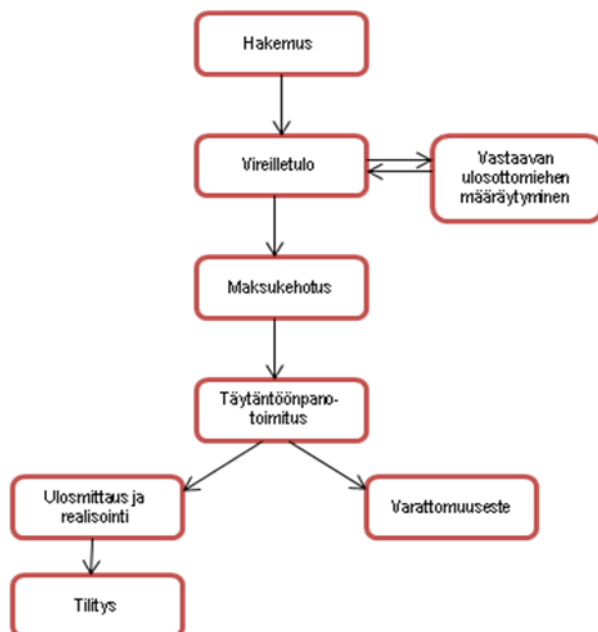 Hakemus
Vireilletulo
Vastaavan
ulosottomiehen
määräytyminen
Maksukehotus
Täytäntöönpano-
toimitus
Ulosmittaus ja
realisointi
Varattomuuseste
Tilitys